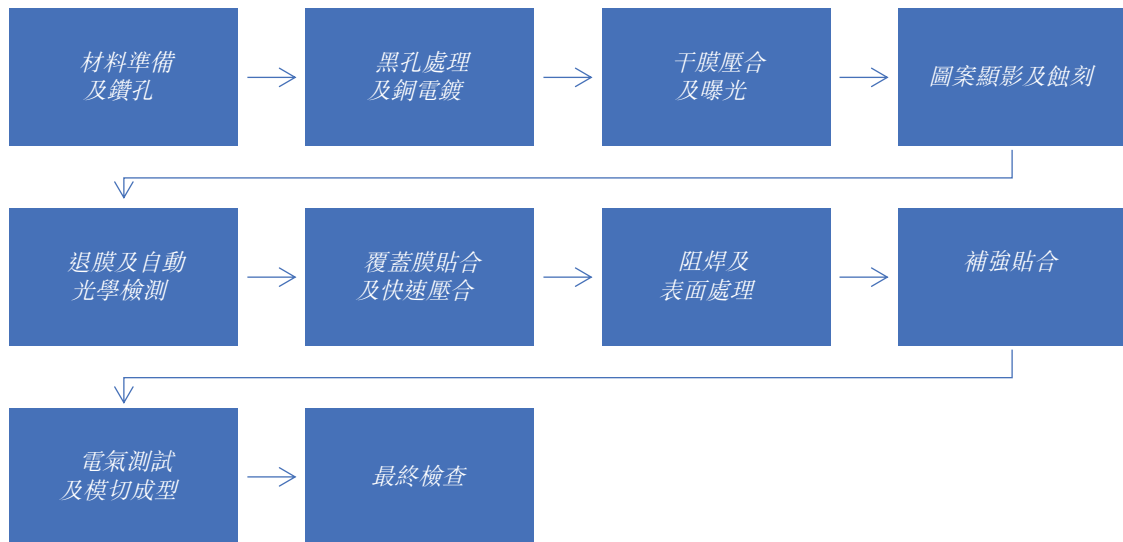 材料準備
及鑽孔
黑孔處理
及銅電鍍
干膜壓合
及曝光
圖案顯影及蝕刻
退膜及自動
光學檢測
覆蓋膜貼合
及快速壓合
阻焊及
表面處理
補強貼合
電氣測試
及模切成型
最終檢查